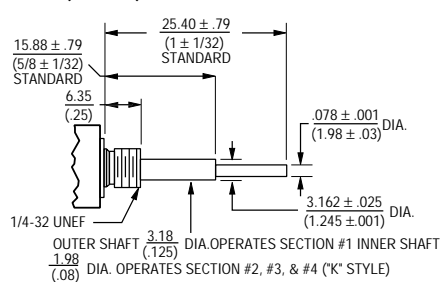 25.40 ± .79
(1 ± 1/32)
STANDARD
15.88 ± .79
(5/8 ± 1/32)
STANDARD
6.35
(.25)
.078 ± .001
(1.98 ± .03)
DIA.
3.162 ± .025
(1.245 ±.001)
DIA.
1/4-32 UNEF
OUTER SHAFT 3.18 (.125) DIA.OPERATES SECTION #1 INNER SHAFT
1.98 (.08) DIA. OPERATES SECTION #2, #3, & #4 ("K" STYLE)